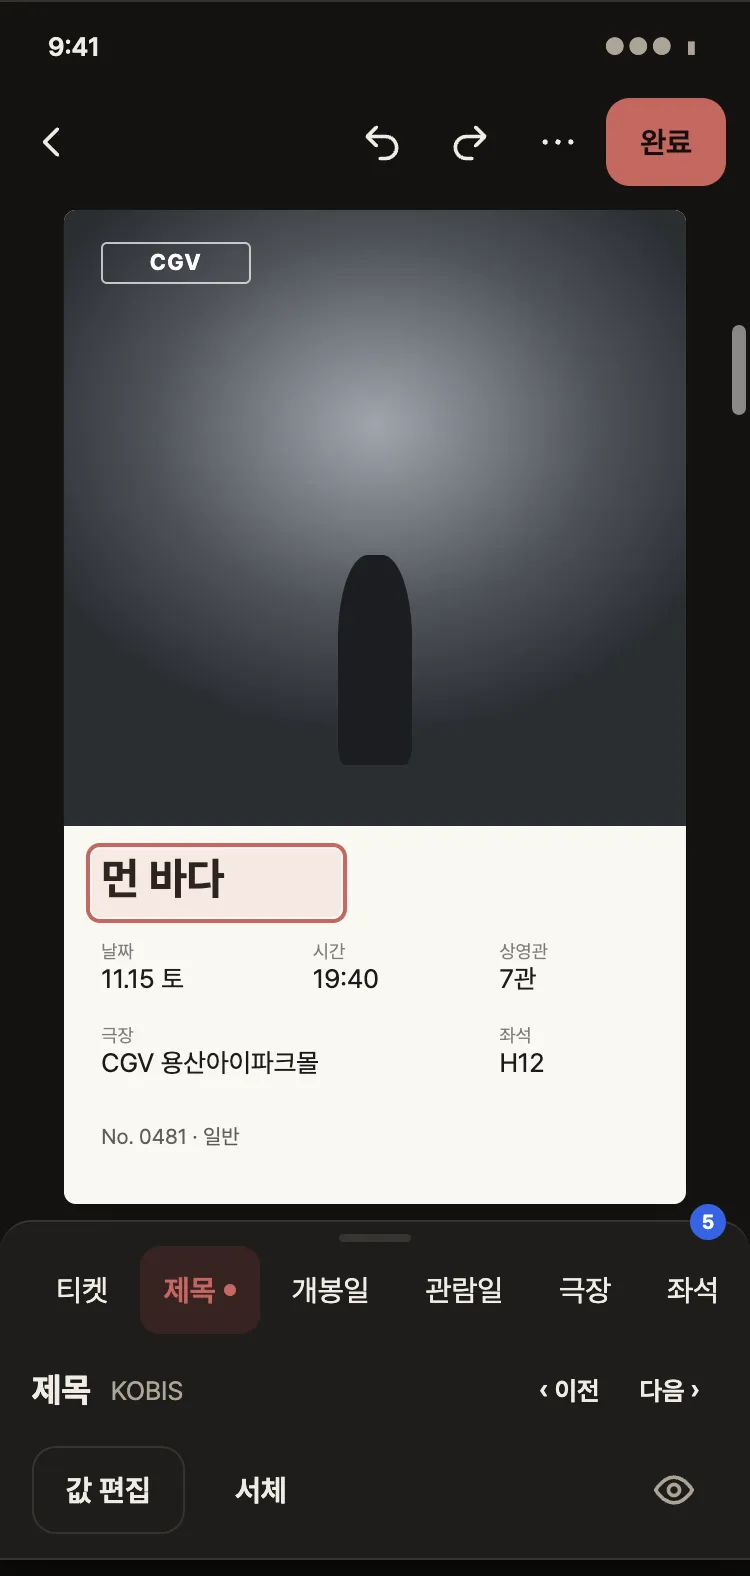 9:41
완료
CGV
먼 바다
날짜 시간 상영관
11.15 토 19:40 7관
극장 좌석
CGV 용산아이파크몰 H12
No. 0481 · 일반
5
티켓 제목 개봉일 관람일 극장 좌석
제목 KOBIS ‹ 이전 다음 ›
값 편집 서체